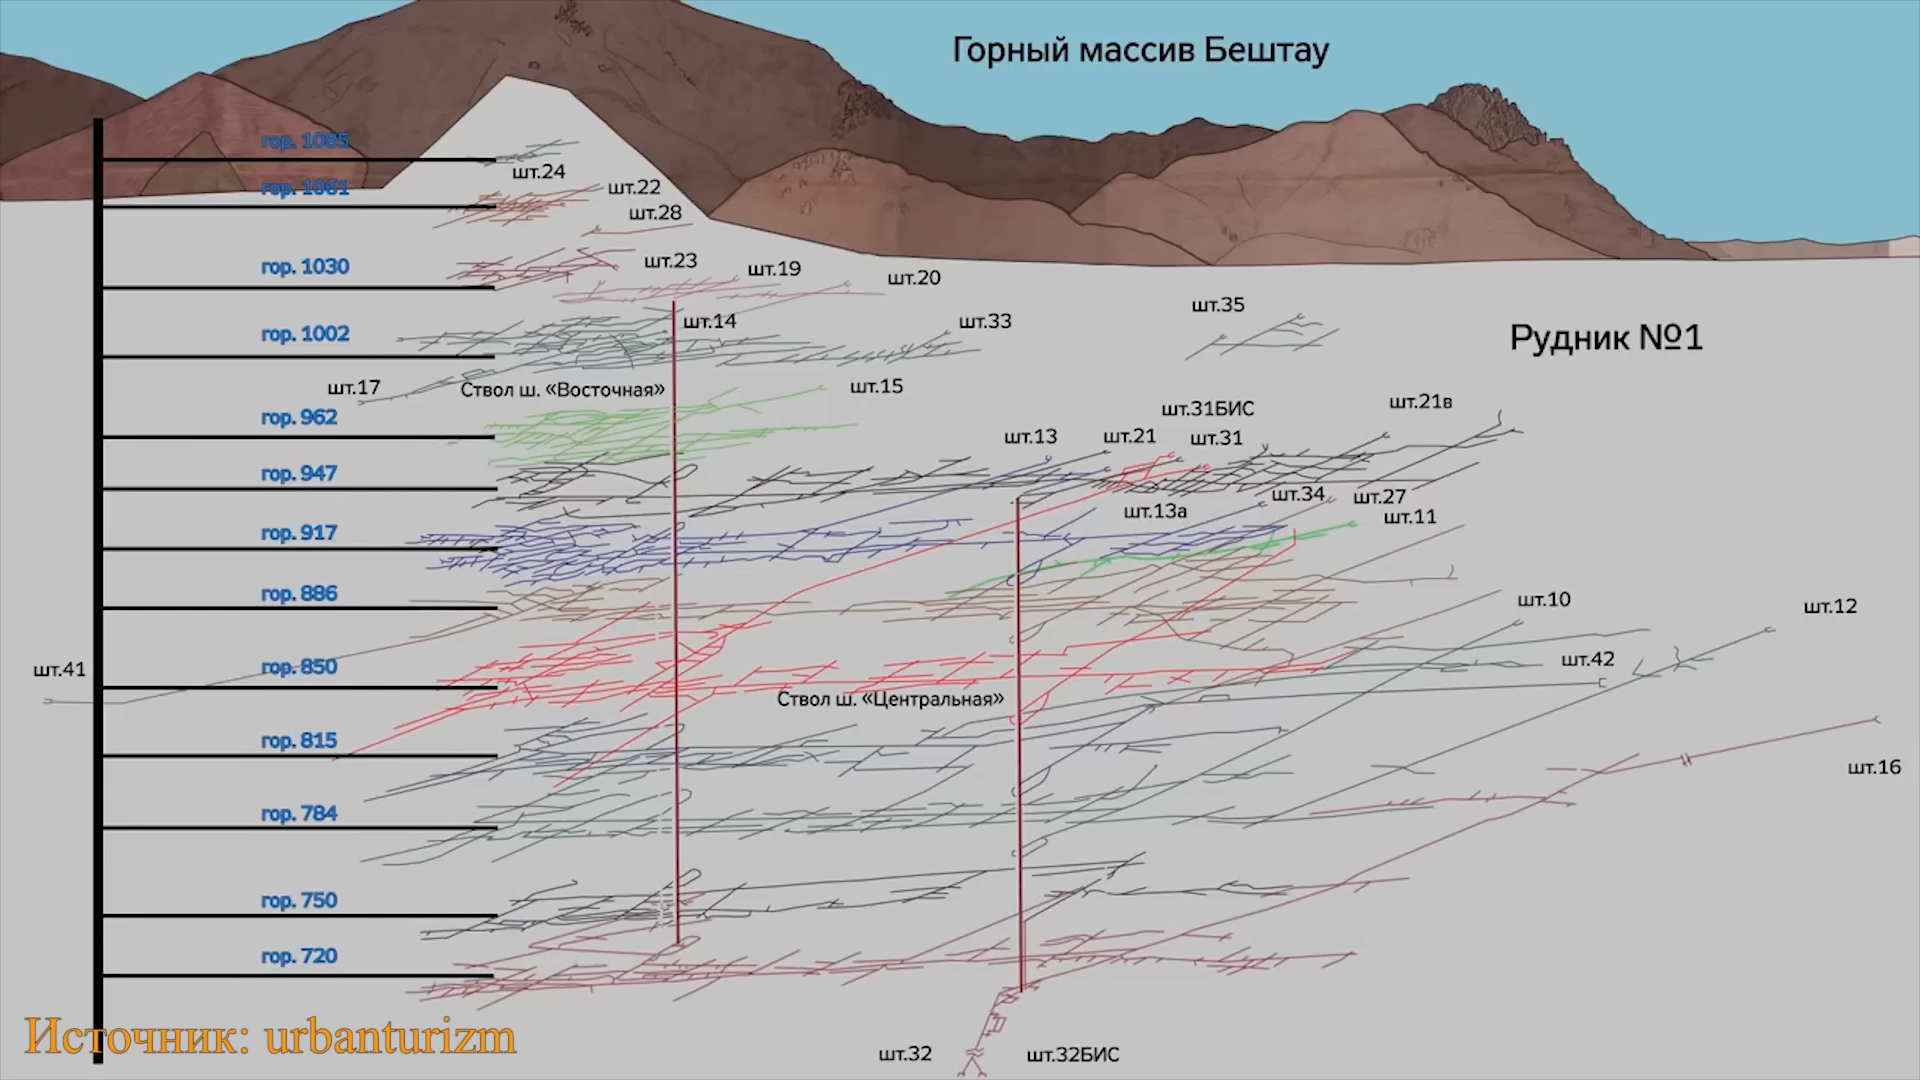 Горный массив Бештау
гор. 1085
шт.24
гор. 1061
шт.22
шт.28
гор. 1030
шт.23
шт.19
шт.20
шт.35
гор. 1002
шт.14
шт.33
Рудник №1
шт.17
Ствол ш. «Восточная»
шт.15
гор. 962
шт.31БИС
шт.21в
шт.13
шт.21
шт.31
гор. 947
шт.34
шт.27
шт.13а
шт.11
гор. 917
гор. 886
шт.10
шт.12
шт.41
гор. 850
шт.42
Ствол ш. «Центральная»
гор. 815
шт.16
гор. 784
гор. 750
гор. 720
Источник: urbanturizm
шт.32
шт.32БИС